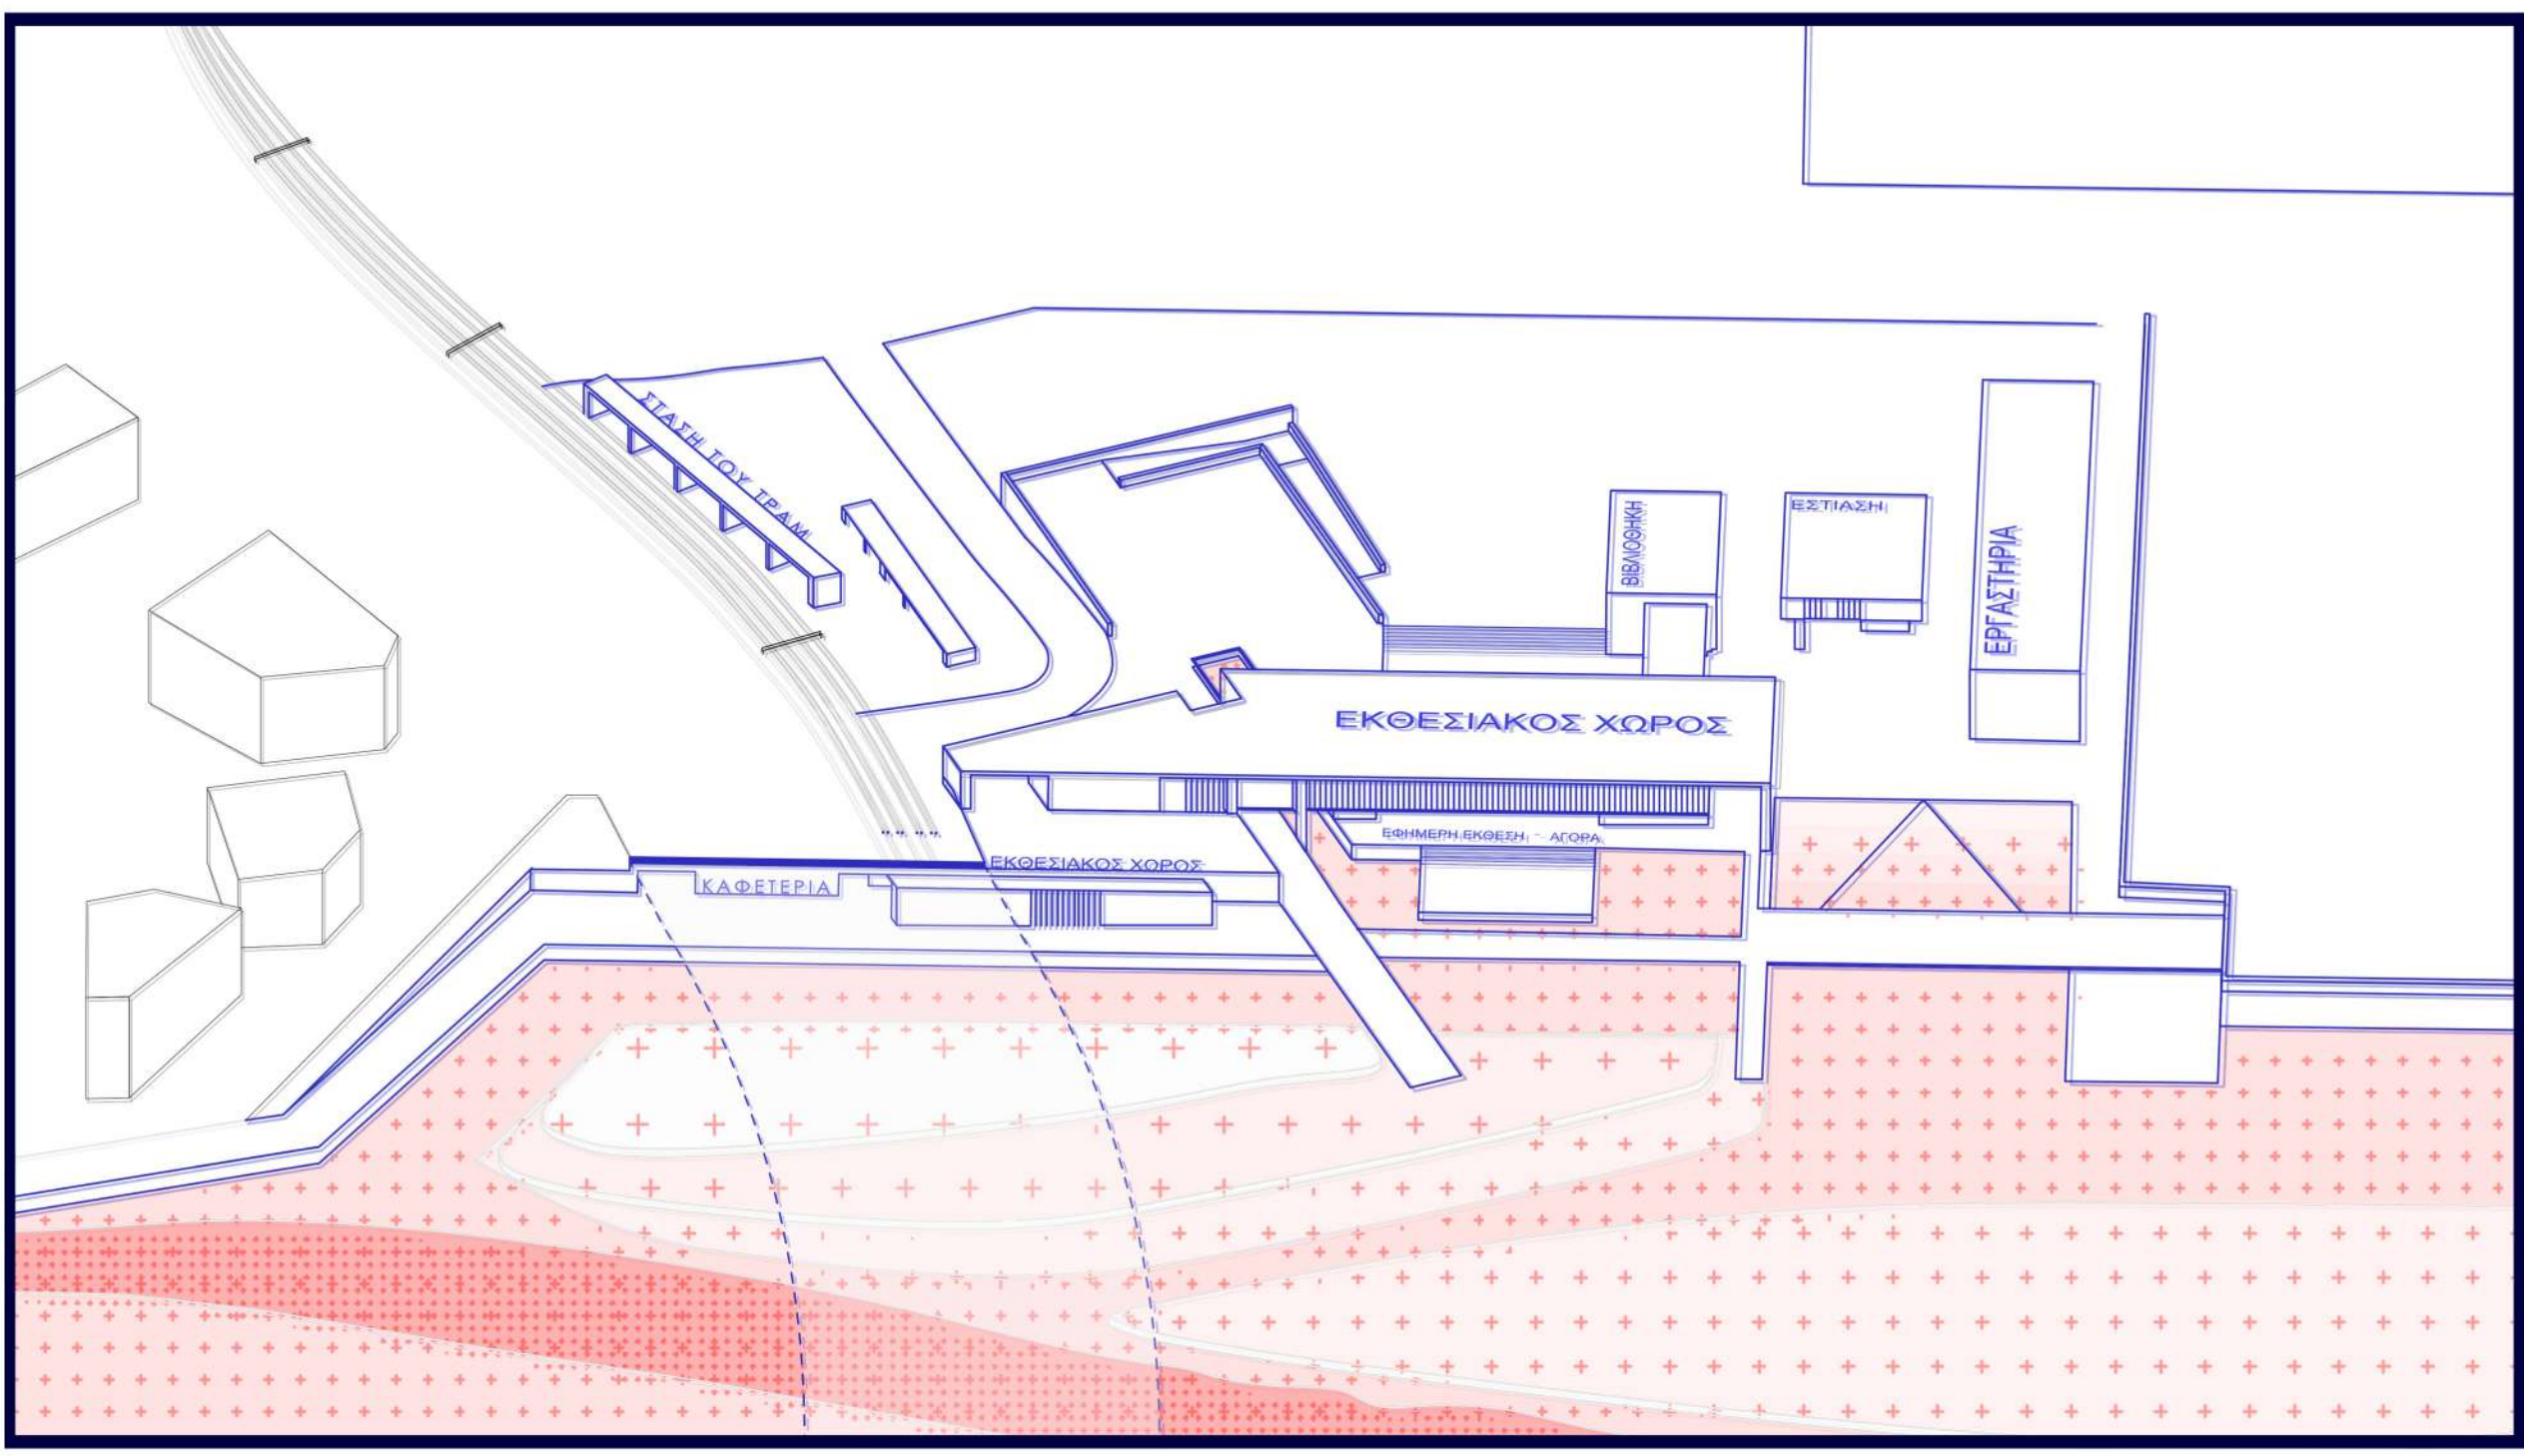 ΣΤΑΣΗ ΤΟΥ ΤΡΑΜ
ΒΙΒΛΙΟΘΗΚΗ
ΕΣΤΙΑΣΗ
ΕΡΓΑΣΤΗΡΙΑ
ΕΚΘΕΣΙΑΚΟΣ ΧΩΡΟΣ
ΕΦΗΜΕΡΗ ΕΚΘΕΣΗ - ΑΓΟΡΑ
ΕΚΘΕΣΙΑΚΟΣ ΧΩΡΟΣ
ΚΑΦΕΤΕΡΙΑ